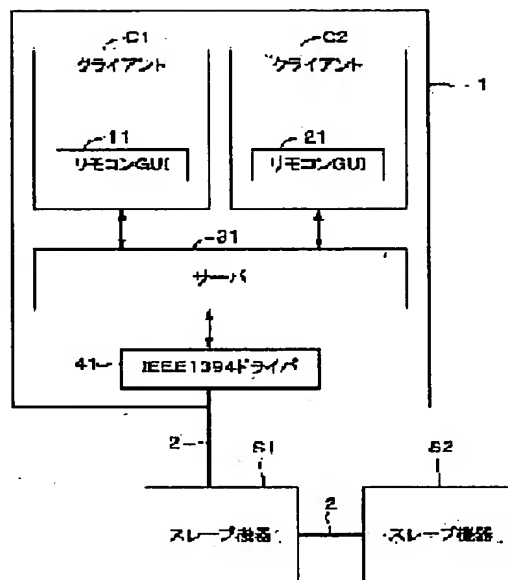 C1
C2
クライアント
クライアント
1
11
21
リモコンGUI
リモコンGUI
31
サーバ
41
IEEE1394ドライバ
2
S1
S2
2
スレーブ機器
スレーブ機器